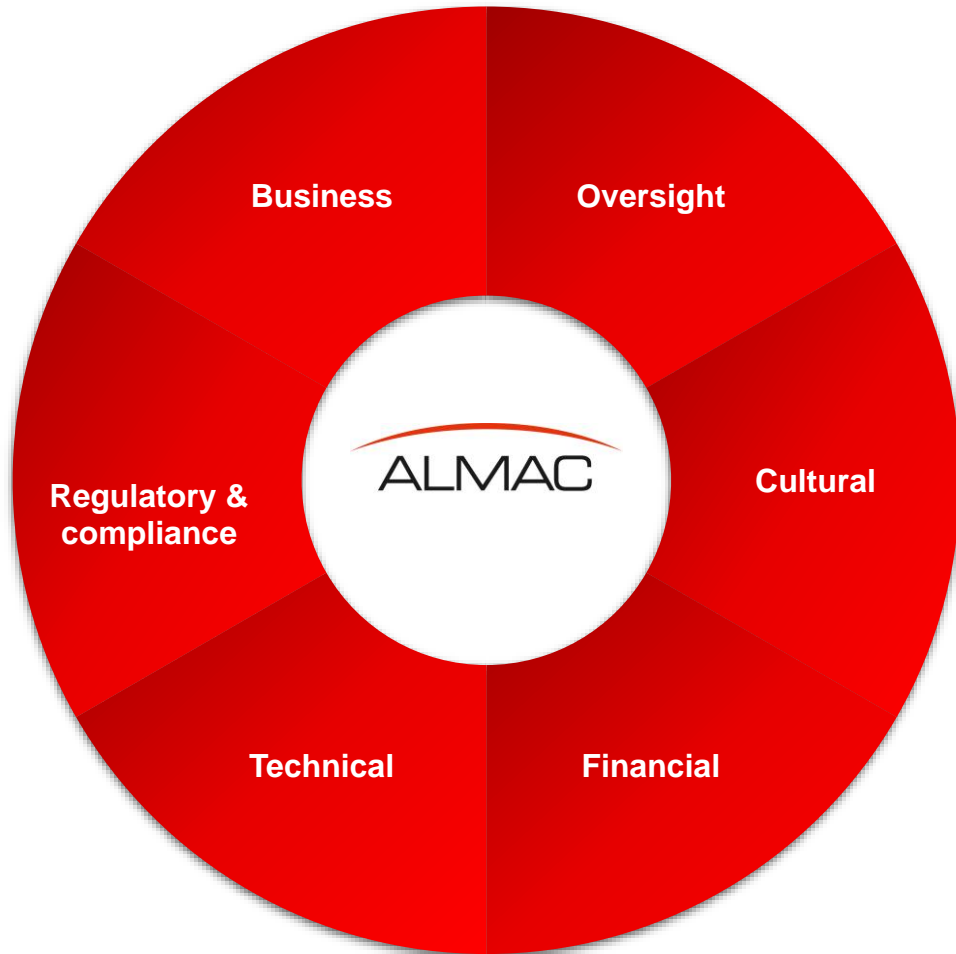 Business
Oversight
Regulatory &
compliance
ALMAC
Cultural
Technical
Financial